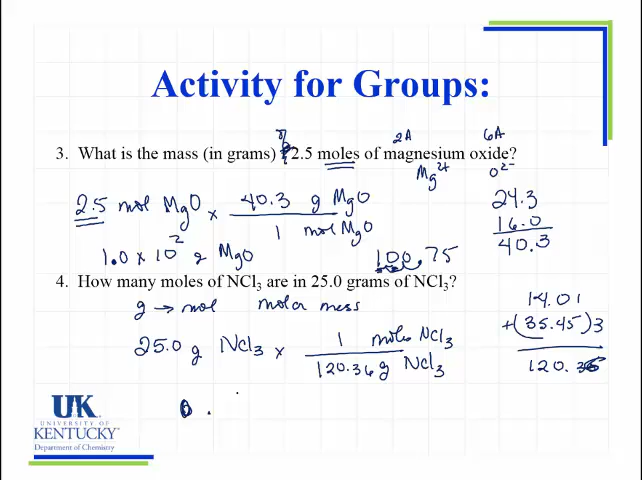 Activity for Groups:
2A 6A
3. What is the mass (in grams) 2.5 moles of magnesium oxide?
Mg²⁺ O²⁻
2.5 mol MgO × 40.3 g MgO
1 mol MgO
24.3
16.0
40.3
1.0 × 10² g MgO 100.75
4. How many moles of NCl₃ are in 25.0 grams of NCl₃?
g → mol molar mass
14.01
+(35.45)3
120.36
25.0 g NCl₃ × 1 moles NCl₃
120.36 g NCl₃
0.
UK
UNIVERSITY OF
KENTUCKY
Department of Chemistry